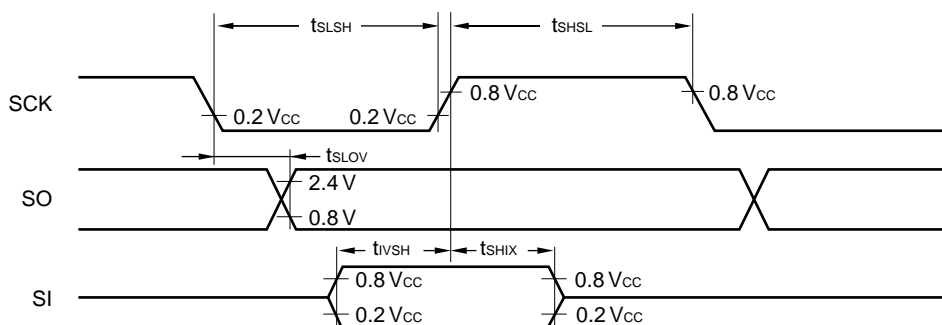 tSLSH
tSHSL
SCK
0.2 VCC
0.2 VCC
0.8 VCC
0.8 VCC
tSLOV
SO
2.4 V
0.8 V
tIVSH
tSHIX
SI
0.8 VCC
0.8 VCC
0.2 VCC
0.2 VCC